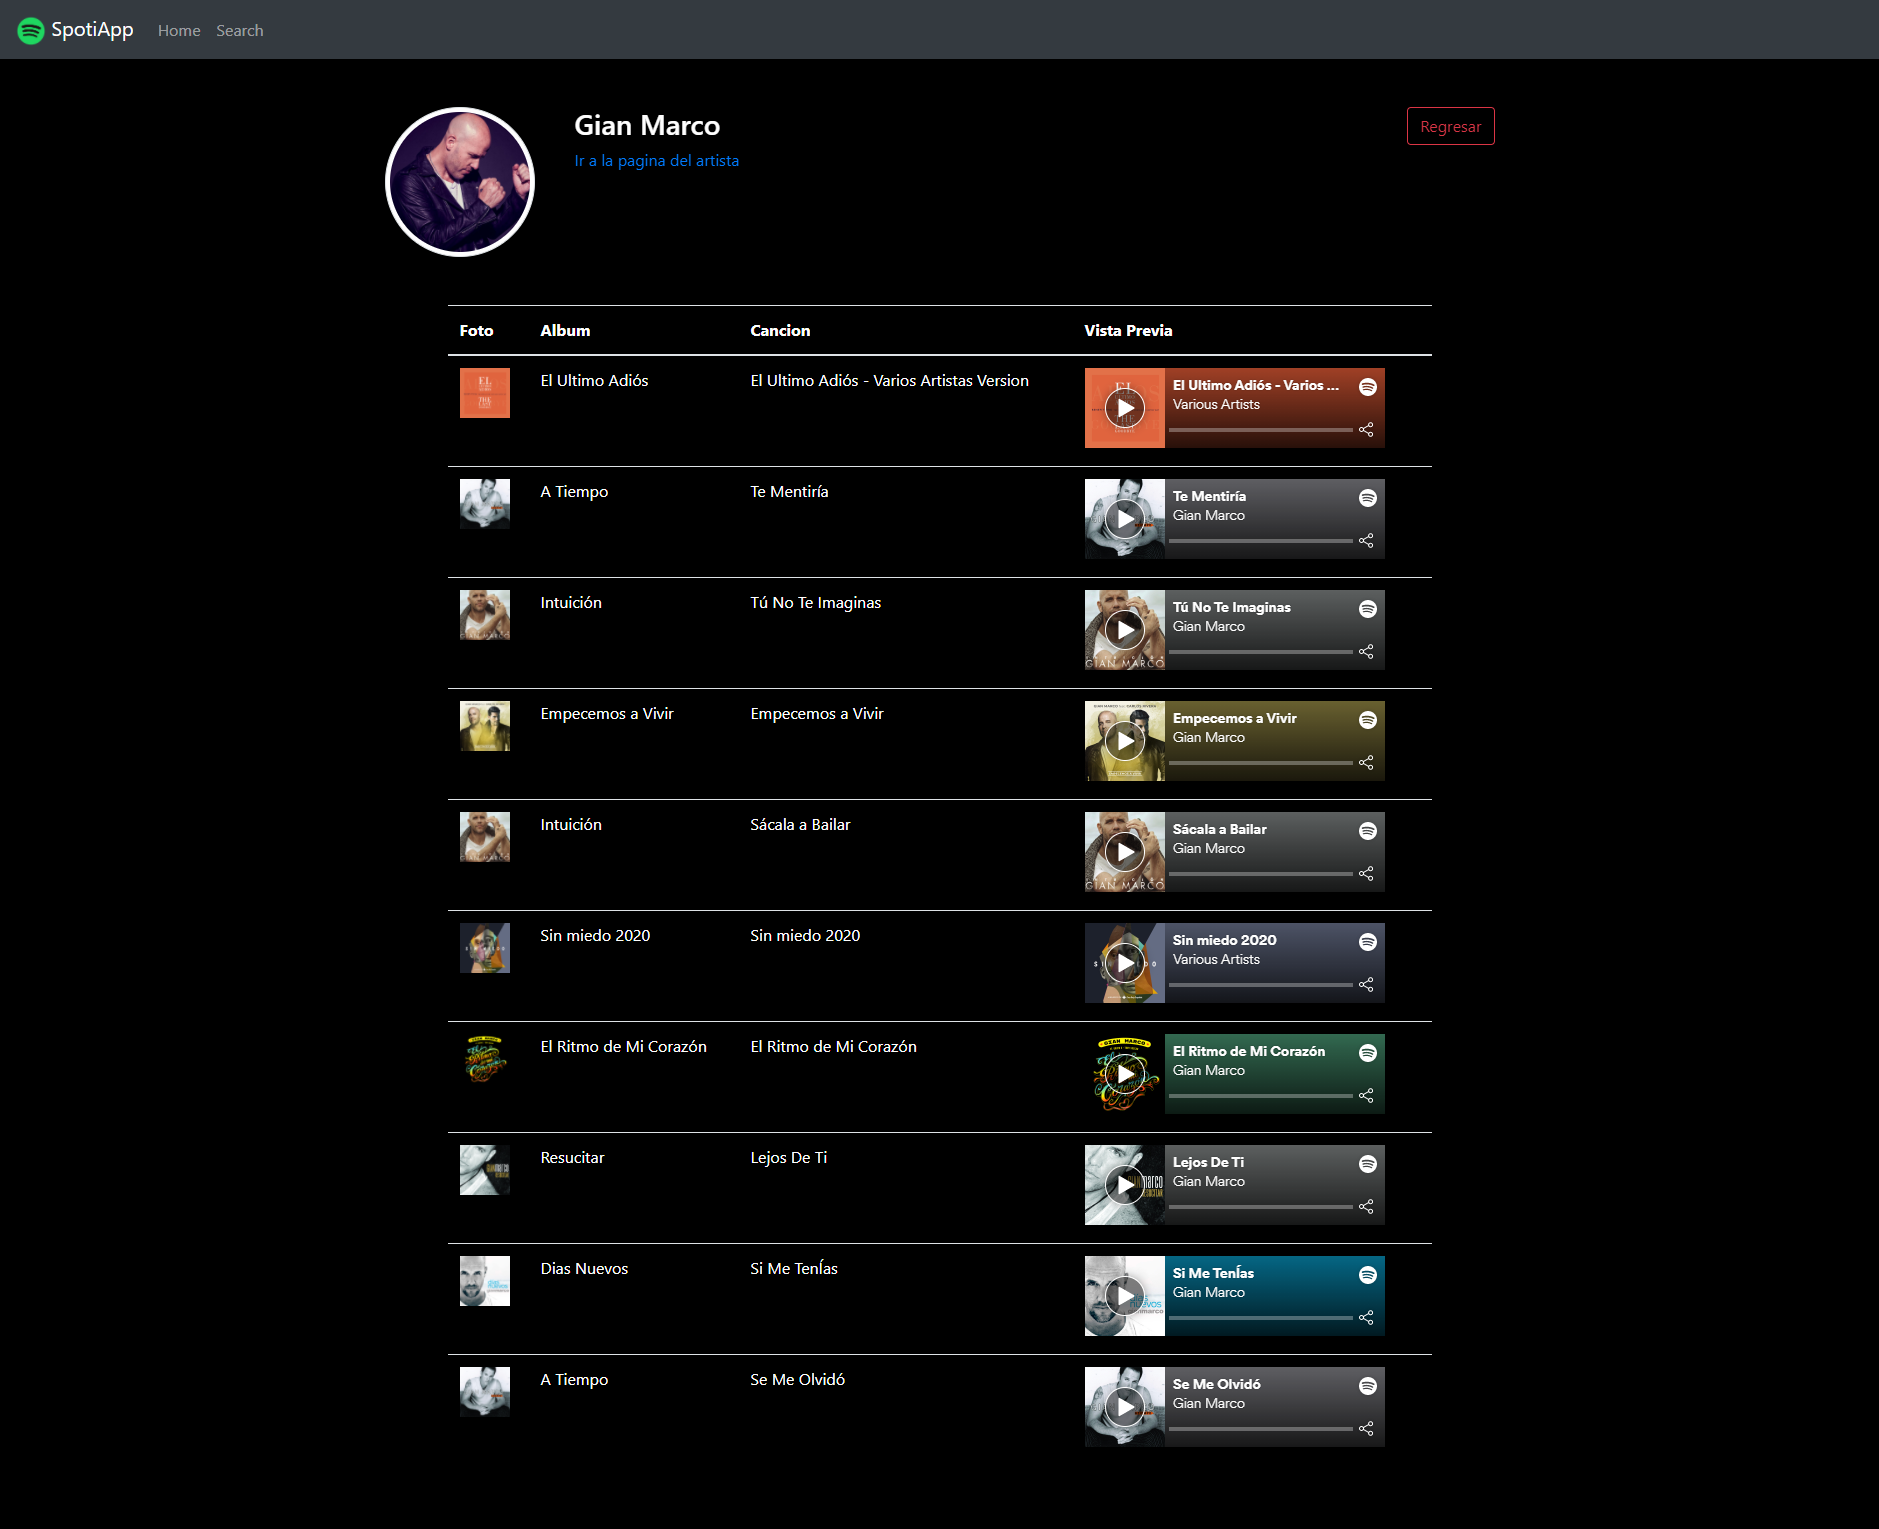 SpotiApp Home Search
Gian Marco
Regresar
Ir a la pagina del artista
Foto Album Cancion Vista Previa
El Ultimo Adiós El Ultimo Adiós - Varios Artistas Version
El Ultimo Adiós - Varios ...
Various Artists
A Tiempo Te Mentiría
Te Mentiría
Gian Marco
Intuición Tú No Te Imaginas
Tú No Te Imaginas
Gian Marco
GIAN MARCO
Empecemos a Vivir Empecemos a Vivir
Empecemos a Vivir
Gian Marco
Intuición Sácala a Bailar
Sácala a Bailar
Gian Marco
GIAN MARCO
Sin miedo 2020 Sin miedo 2020
Sin miedo 2020
Various Artists
El Ritmo de Mi Corazón El Ritmo de Mi Corazón
El Ritmo de Mi Corazón
Gian Marco
Resucitar Lejos De Ti
Lejos De Ti
Gian Marco
Dias Nuevos Si Me TenÍas
Si Me TenÍas
Gian Marco
A Tiempo Se Me Olvidó
Se Me Olvidó
Gian Marco